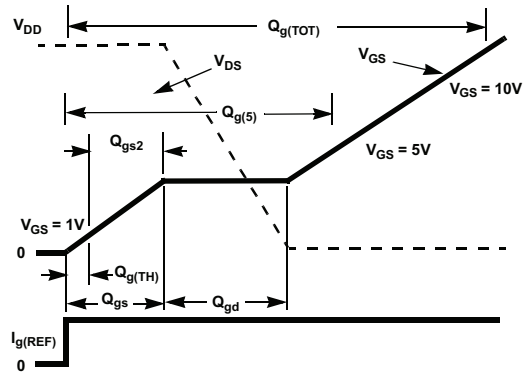 V_DD
Q_g(TOT)
V_DS
V_GS
V_GS = 10V
Q_g(5)
Q_gs2
V_GS = 5V
V_GS = 1V
0
Q_g(TH)
Q_gs
Q_gd
I_g(REF)
0